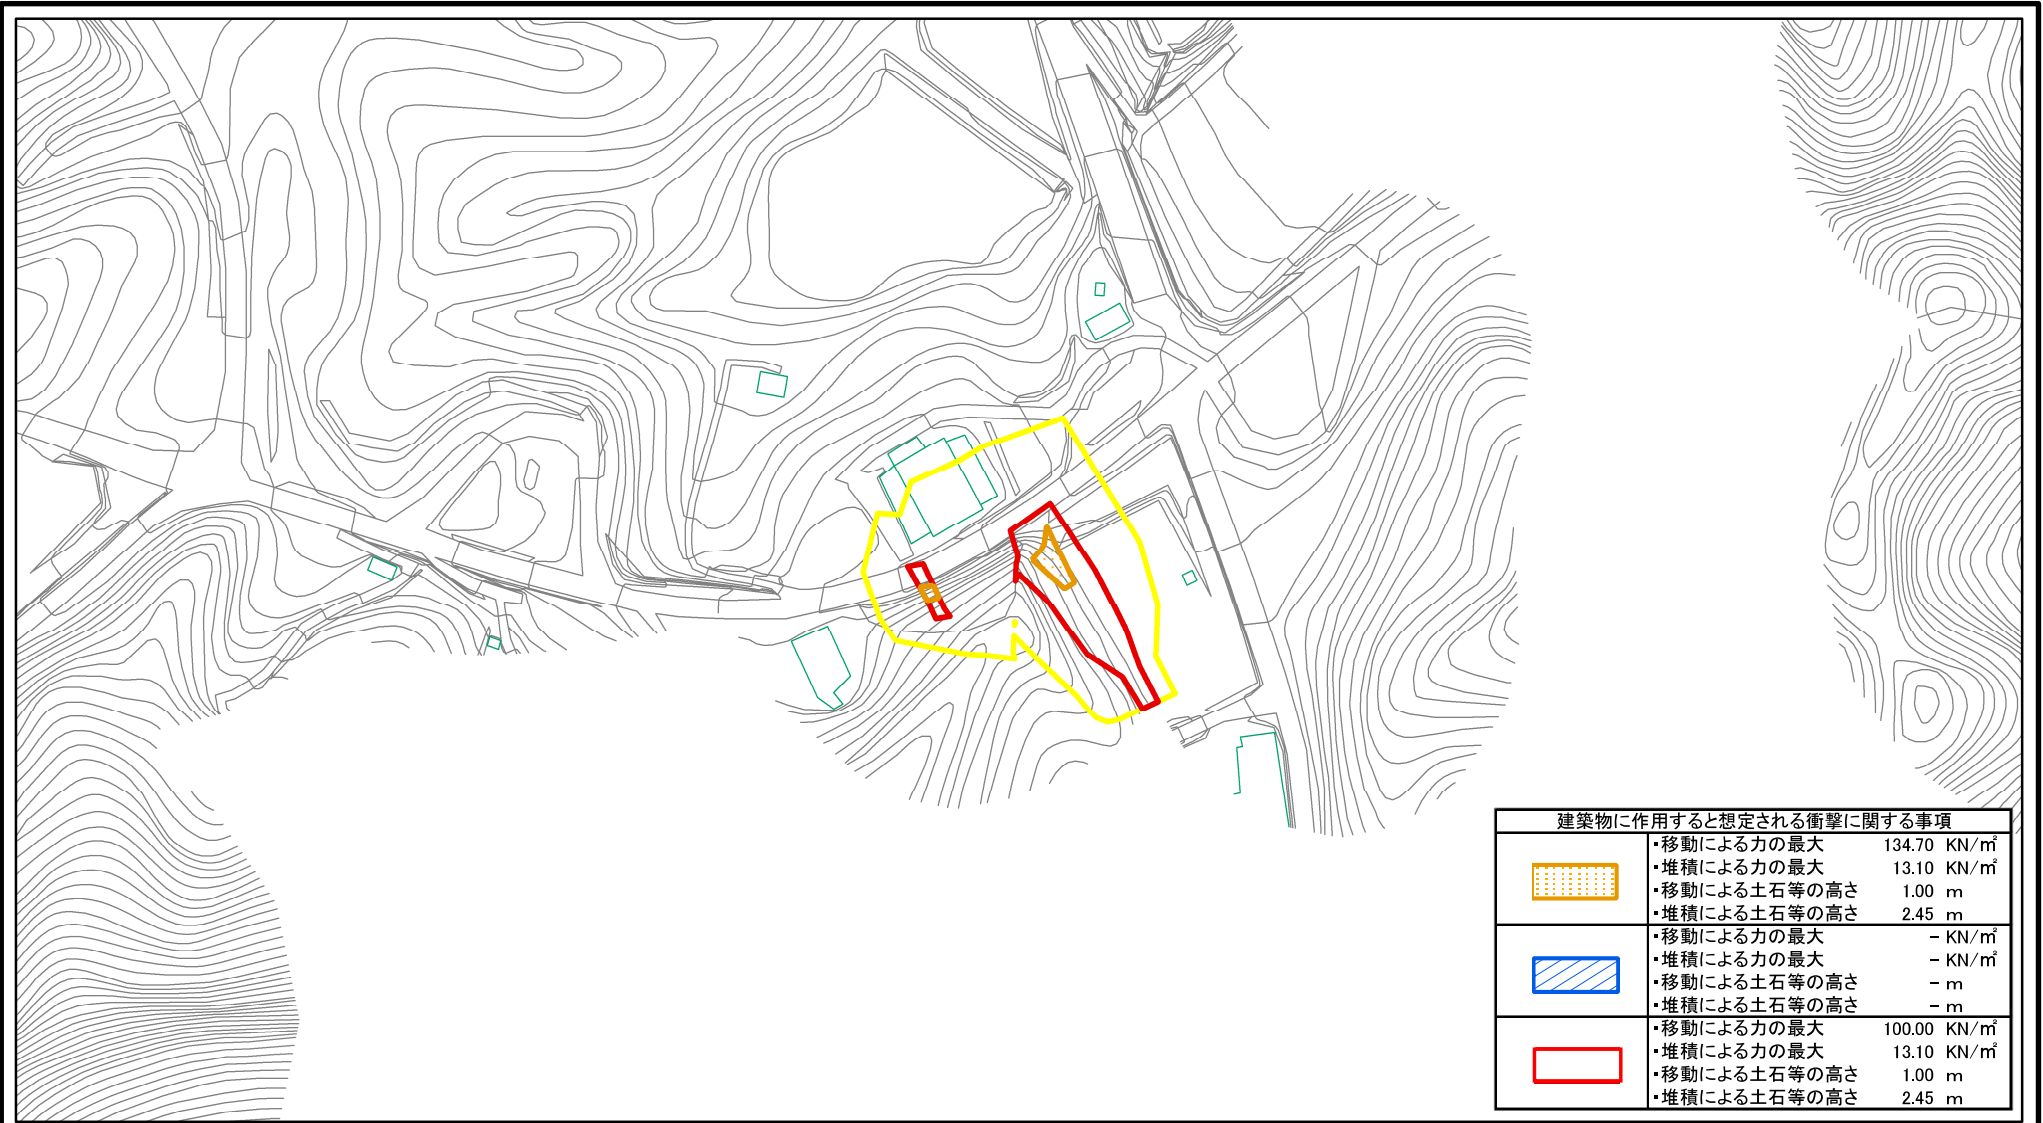 建築物に作用すると想定される衝撃に関する事項
・移動による力の最大 134.70 KN/㎡
・堆積による力の最大 13.10 KN/㎡
・移動による土石等の高さ 1.00 m
・堆積による土石等の高さ 2.45 m
・移動による力の最大 - KN/㎡
・堆積による力の最大 - KN/㎡
・移動による土石等の高さ - m
・堆積による土石等の高さ - m
・移動による力の最大 100.00 KN/㎡
・堆積による力の最大 13.10 KN/㎡
・移動による土石等の高さ 1.00 m
・堆積による土石等の高さ 2.45 m